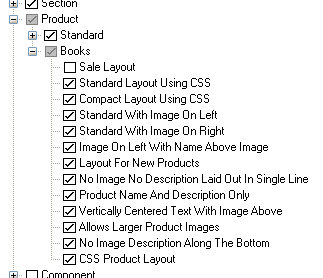 Section
Product
Standard
Books
Sale Layout
Standard Layout Using CSS
Compact Layout Using CSS
Standard With Image On Left
Standard With Image On Right
Image On Left With Name Above Image
Layout For New Products
No Image No Description Laid Out In Single Line
Product Name And Description Only
Vertically Centered Text With Image Above
Allows Larger Product Images
No Image Description Along The Bottom
CSS Product Layout
Component